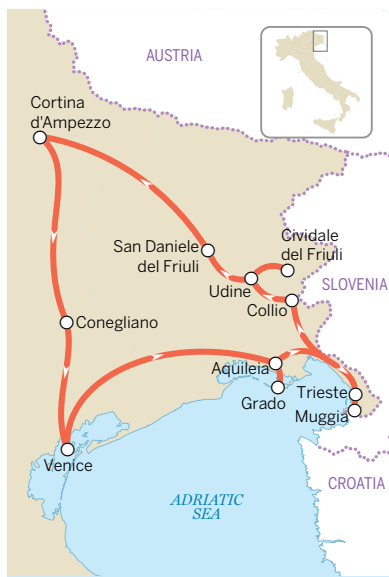 AUSTRIA
Cortina
d'Ampezzo
San Daniele
del Friuli
Cividale
del Friuli
Udine
SLOVENIA
Collio
Conegliano
Aquileia
Grado
Trieste
Muggia
Venice
CROATIA
ADRIATIC
SEA